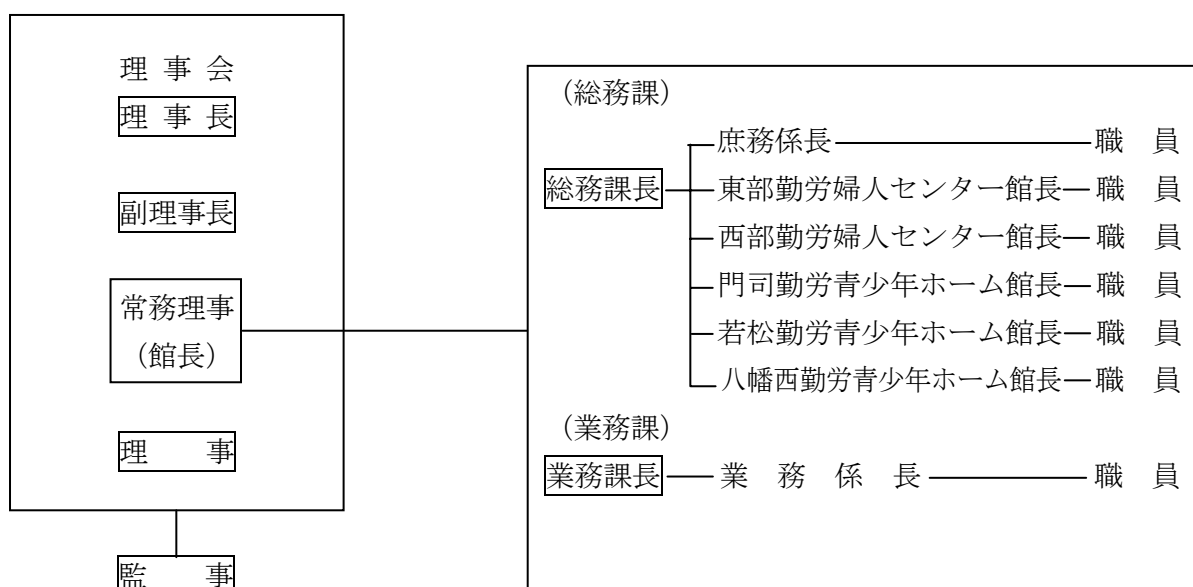 理 事 会
理 事 長
副理事長
常務理事
（館長）
理　　事
監　　事
（総務課）
総務課長
庶務係長 職　員
東部勤労婦人センター館長 職　員
西部勤労婦人センター館長 職　員
門司勤労青少年ホーム館長 職　員
若松勤労青少年ホーム館長 職　員
八幡西勤労青少年ホーム館長 職　員
（業務課）
業務課長 業　務　係　長 職　員